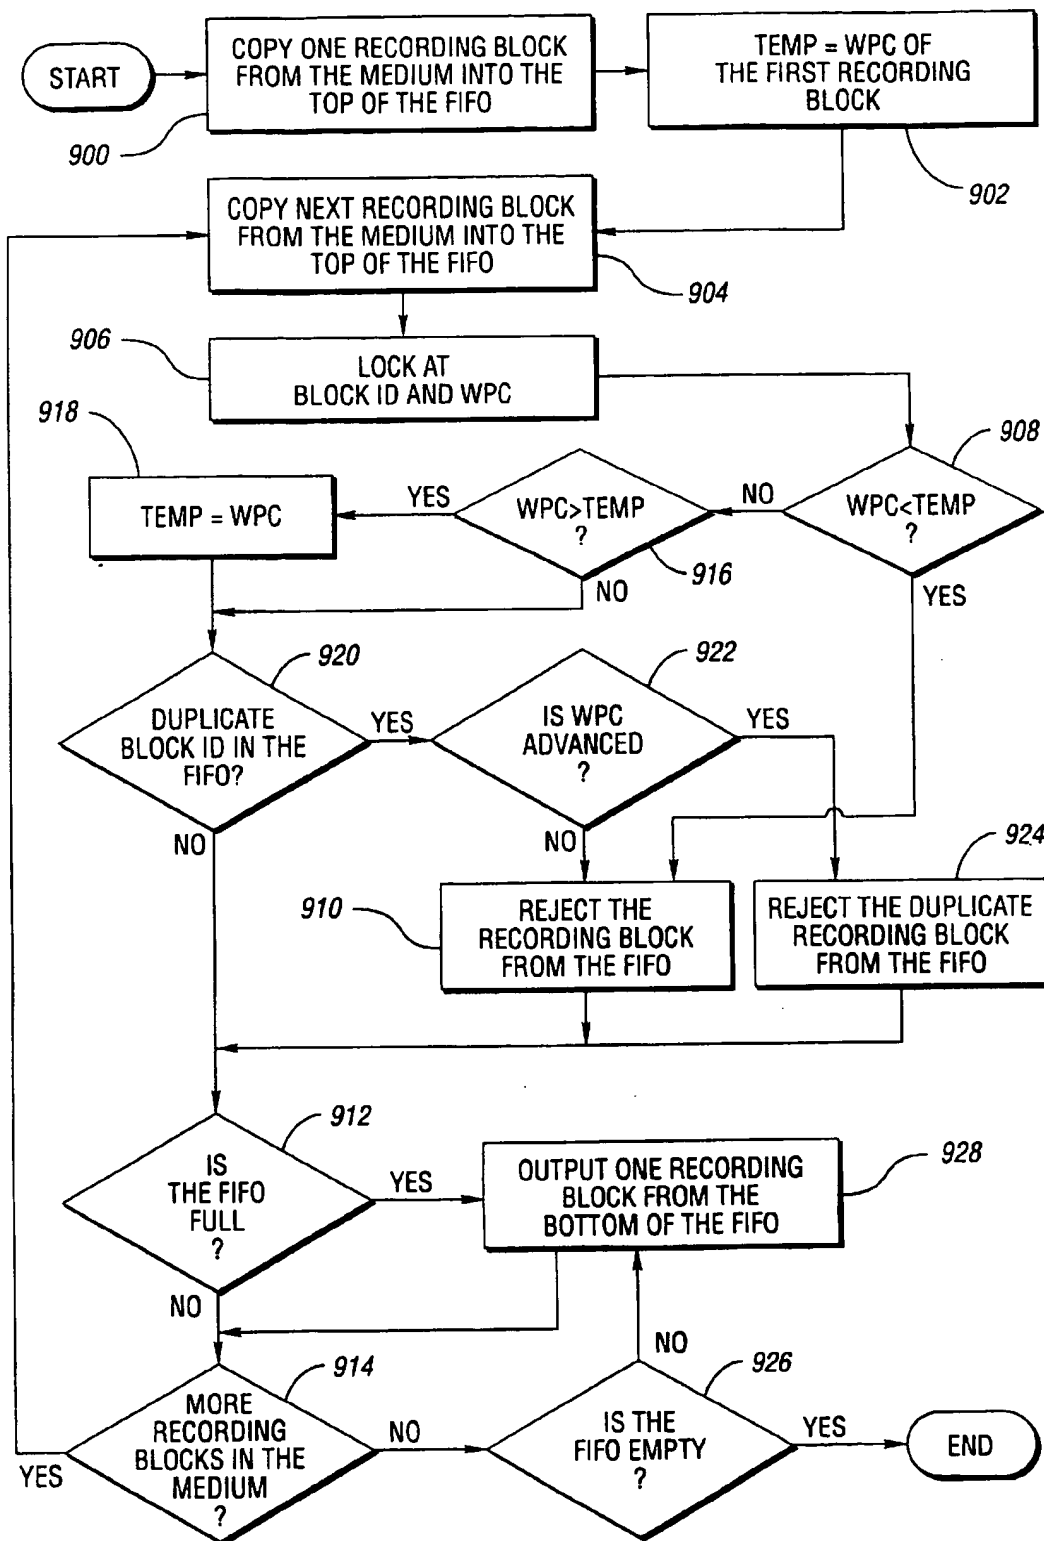 START
COPY ONE RECORDING BLOCK
FROM THE MEDIUM INTO THE
TOP OF THE FIFO
900
TEMP = WPC OF
THE FIRST RECORDING
BLOCK
902
COPY NEXT RECORDING BLOCK
FROM THE MEDIUM INTO THE
TOP OF THE FIFO
904
906
LOCK AT
BLOCK ID AND WPC
918
TEMP = WPC
YES
WPC>TEMP
?
916
NO
NO
WPC<TEMP
?
908
YES
920
DUPLICATE
BLOCK ID IN THE
FIFO?
YES
NO
922
IS WPC
ADVANCED
?
YES
NO
910
REJECT THE
RECORDING BLOCK
FROM THE FIFO
924
REJECT THE DUPLICATE
RECORDING BLOCK
FROM THE FIFO
912
IS
THE FIFO
FULL
?
YES
NO
OUTPUT ONE RECORDING
BLOCK FROM THE
BOTTOM OF THE FIFO
928
914
MORE
RECORDING
BLOCKS IN THE
MEDIUM
?
YES
NO
NO
926
IS THE
FIFO EMPTY
?
YES
END